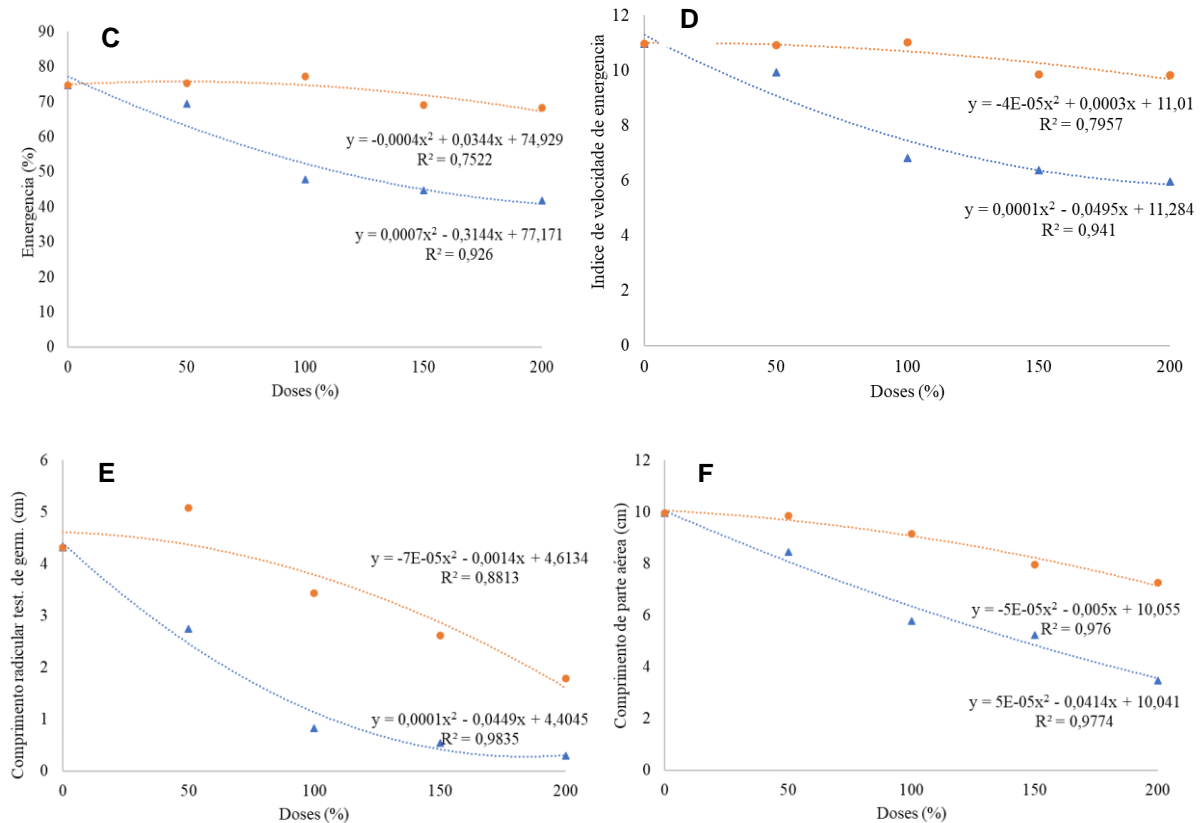 C
90
80
70
60
50
40
30
20
10
0
Emergencia (%)
y = -0,0004x² + 0,0344x + 74,929
R² = 0,7522
y = 0,0007x² - 0,3144x + 77,171
R² = 0,926
0 50 100 150 200
Doses (%)
D
12
10
8
6
4
2
0
Indice de velocidade de emergencia
y = -4E-05x² + 0,0003x + 11,01
R² = 0,7957
y = 0,0001x² - 0,0495x + 11,284
R² = 0,941
0 50 100 150 200
Doses (%)
E
6
5
4
3
2
1
0
Comprimento radicular test. de germ. (cm)
y = -7E-05x² - 0,0014x + 4,6134
R² = 0,8813
y = 0,0001x² - 0,0449x + 4,4045
R² = 0,9835
0 50 100 150 200
Doses (%)
F
12
10
8
6
4
2
0
Comprimento de parte aérea (cm)
y = -5E-05x² - 0,005x + 10,055
R² = 0,976
y = 5E-05x² - 0,0414x + 10,041
R² = 0,9774
0 50 100 150 200
Doses (%)